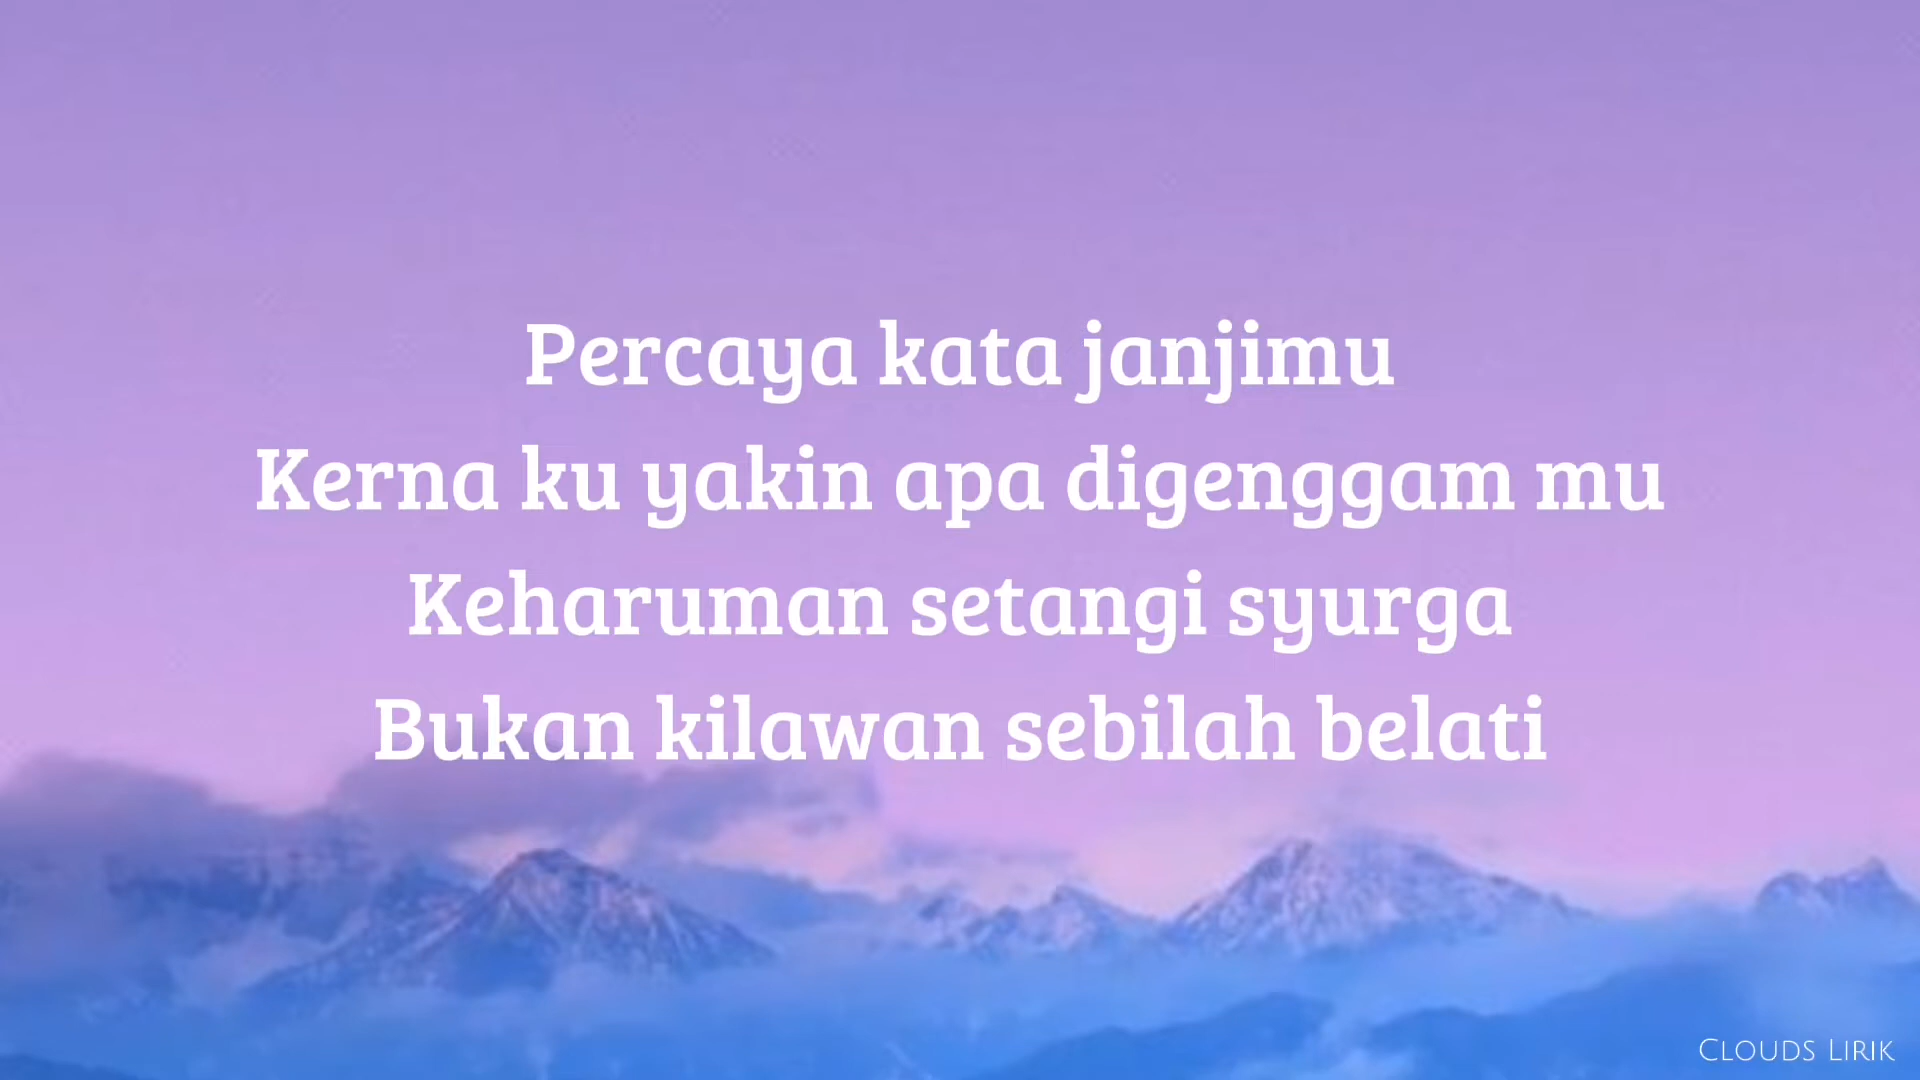 Percaya kata janjimu
Kerna ku yakin apa digenggam mu
Keharuman setangi syurga
Bukan kilawan sebilah belati
Clouds Lirik